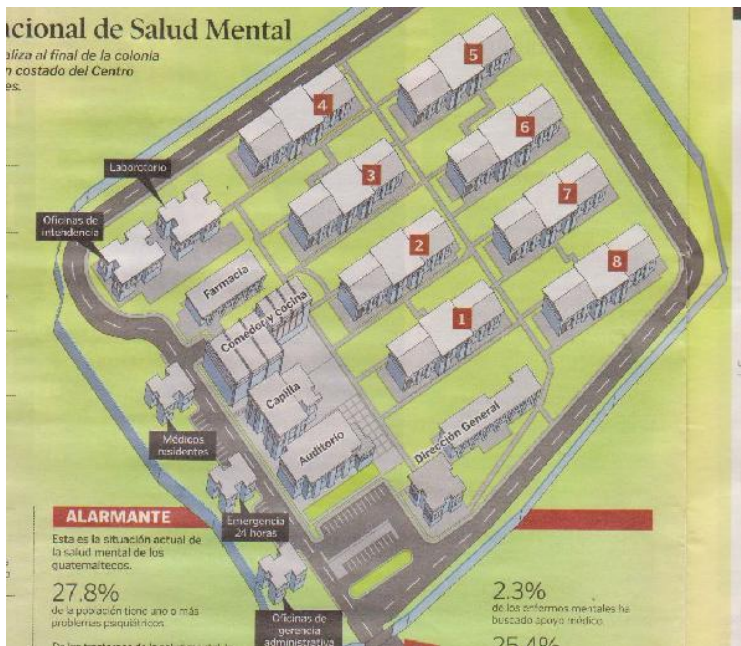 acional de Salud Mental
aliza al final de la colonia
n costado del Centro
es.
5
4
6
3
Laboratorio
7
Oficinas de
intendencia
2
8
Farmacia
Comedor y cocina
1
Capilla
Médicos
residentes
Auditorio
Dirección General
ALARMANTE
Emergencia
24 horas
Esta es la situación actual de
la salud mental de los
guatemaltecos.
27.8%
de la población tiene uno o más
problemas psiquiátricos
2.3%
de los enfermos mentales ha
buscado apoyo médico.
Oficinas de
gerencia
administrativa
25.4%